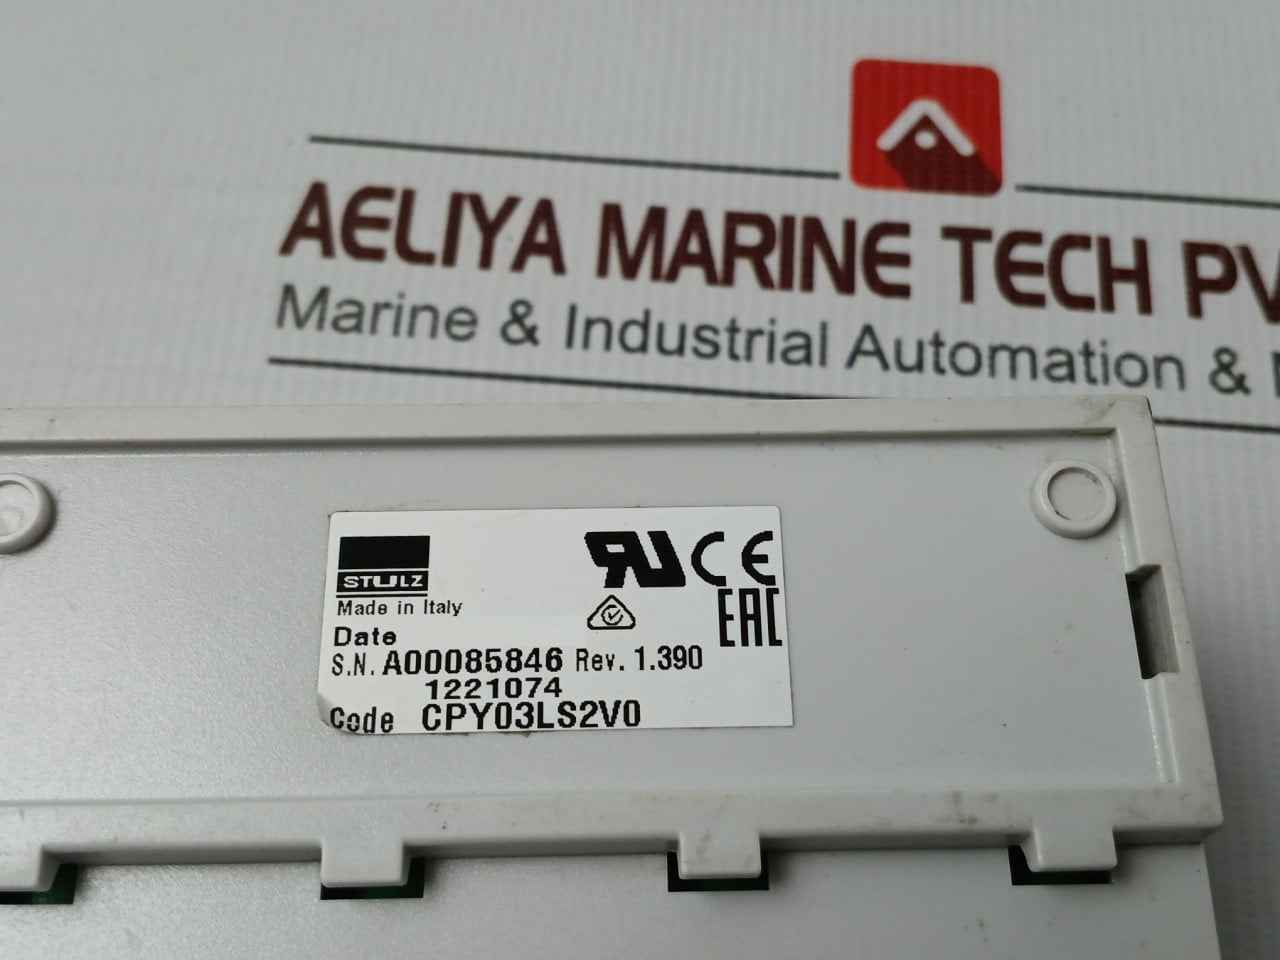 AELIYA MARINE TECH PV
Marine & Industrial Automation &
STULZ
Made in Italy
Date
S.N. A00085846 Rev. 1.390
1221074
Code CPY03LS2V0
CE
EAC